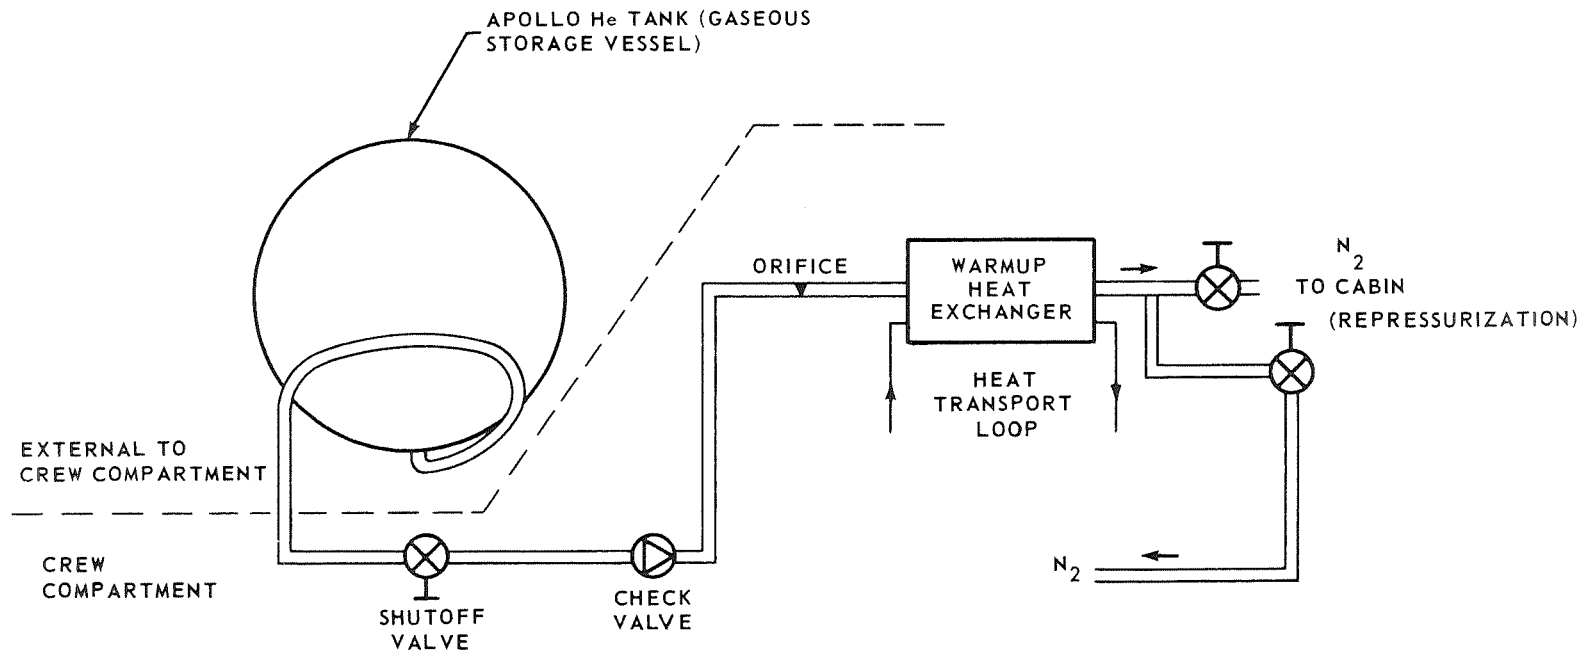 APOLLO He TANK (GASEOUS
STORAGE VESSEL)
ORIFICE
WARMUP
HEAT
EXCHANGER
N2
TO CABIN
(REPRESSURIZATION)
HEAT
TRANSPORT
LOOP
EXTERNAL TO
CREW COMPARTMENT
CREW
COMPARTMENT
SHUTOFF
VALVE
CHECK
VALVE
N2